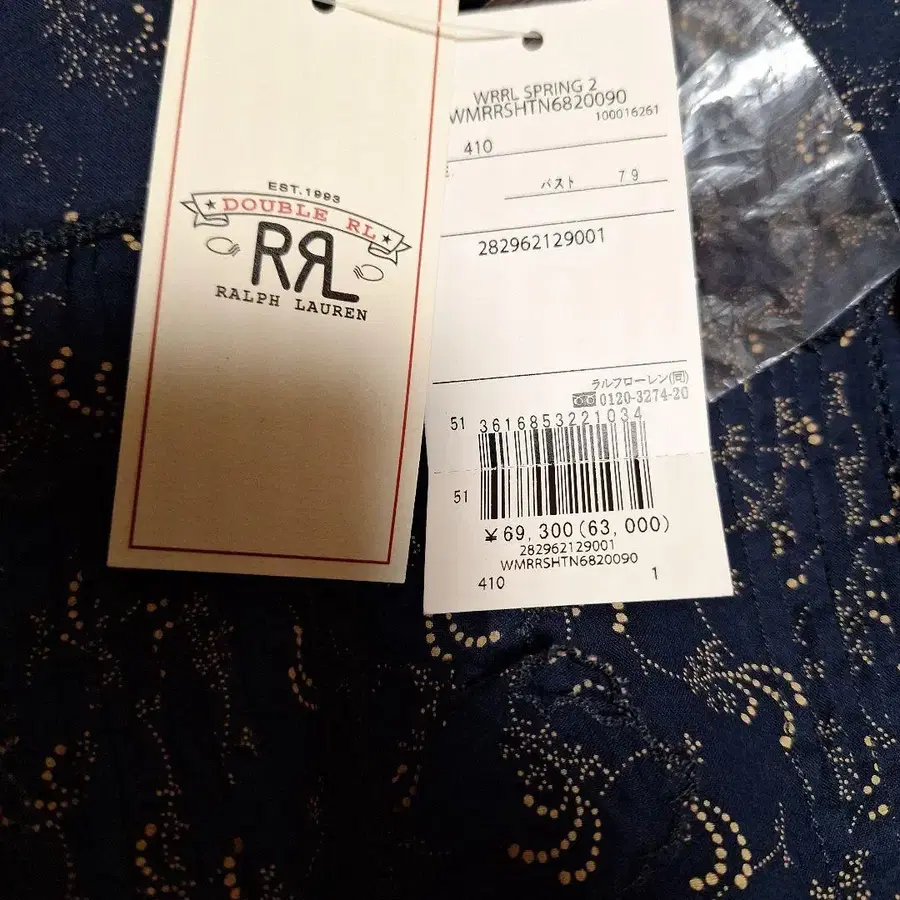 EST.1993
DOUBLE RL
RRL
RALPH LAUREN
WRRL SPRING 2
WMRRSHTN6820090
100016261
410
バスト 79
282962129001
ラルフローレン(同)
0120-3274-20
51 3616853221034
51
¥69,300(63,000)
282962129001
WMRRSHTN6820090
410 1